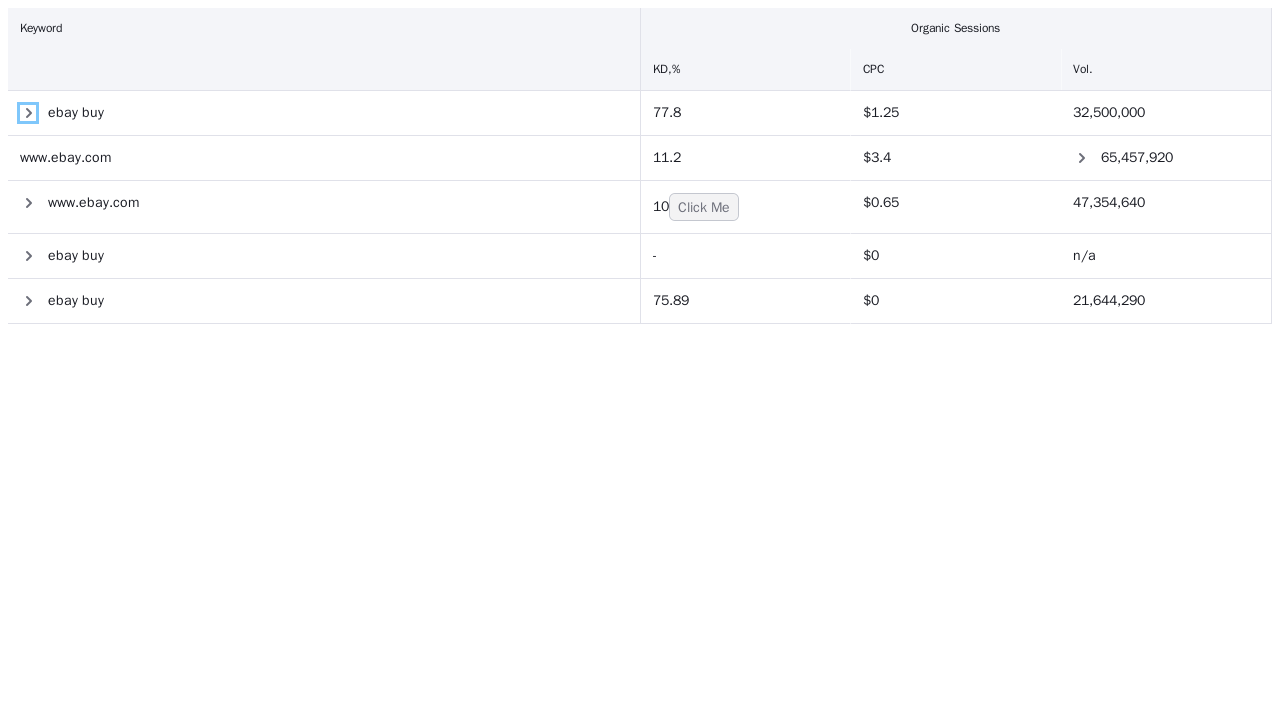 Keyword Organic Sessions
KD,% CPC Vol.
ebay buy 77.8 $1.25 32,500,000
www.ebay.com 11.2 $3.4 65,457,920
www.ebay.com 10 Click Me $0.65 47,354,640
ebay buy - $0 n/a
ebay buy 75.89 $0 21,644,290